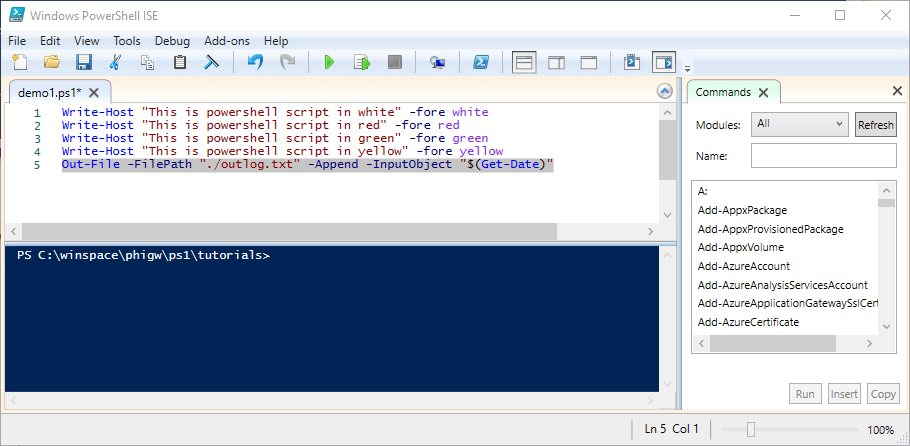 Windows PowerShell ISE
File Edit View Tools Debug Add-ons Help
demo1.ps1*
1 Write-Host "This is powershell script in white" -fore white
2 Write-Host "This is powershell script in red" -fore red
3 Write-Host "This is powershell script in green" -fore green
4 Write-Host "This is powershell script in yellow" -fore yellow
5 Out-File -FilePath "./outlog.txt" -Append -InputObject "$(Get-Date)"
PS C:\winspace\phigw\ps1\tutorials>
Commands
Modules: All Refresh
Name:
A:
Add-AppxPackage
Add-AppxProvisionedPackage
Add-AppxVolume
Add-AzureAccount
Add-AzureAnalysisServicesAccount
Add-AzureApplicationGatewaySslCert
Add-AzureCertificate
Run Insert Copy
Ln 5 Col 1 100%